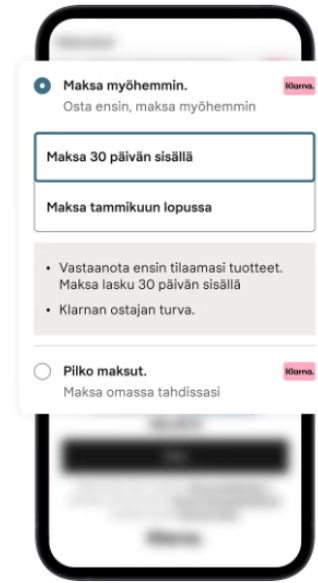 Maksa myöhemmin.
Klarna.
Osta ensin, maksa myöhemmin
Maksa 30 päivän sisällä
Maksa tammikuun lopussa
• Vastaanota ensin tilaamasi tuotteet.
Maksa lasku 30 päivän sisällä
• Klarnan ostajan turva.
Pilko maksut.
Klarna.
Maksa omassa tahdissasi